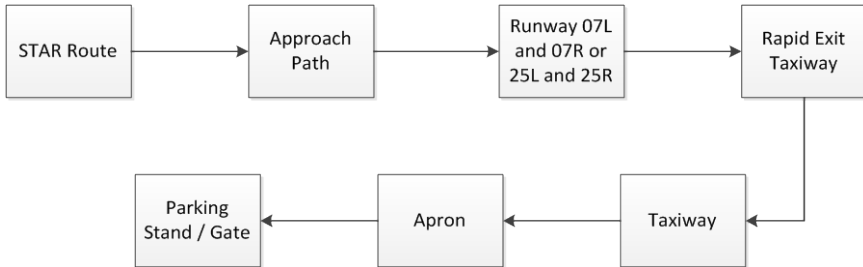 STAR Route
Approach
Path
Runway 07L
and 07R or
25L and 25R
Rapid Exit
Taxiway
Taxiway
Apron
Parking
Stand / Gate